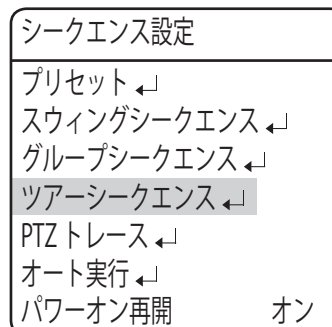 シークエンス設定
プリセット ↵
スウィングシークエンス ↵
グループシークエンス ↵
ツアーシークエンス ↵
PTZ トレース ↵
オート実行 ↵
パワーオン再開 オン